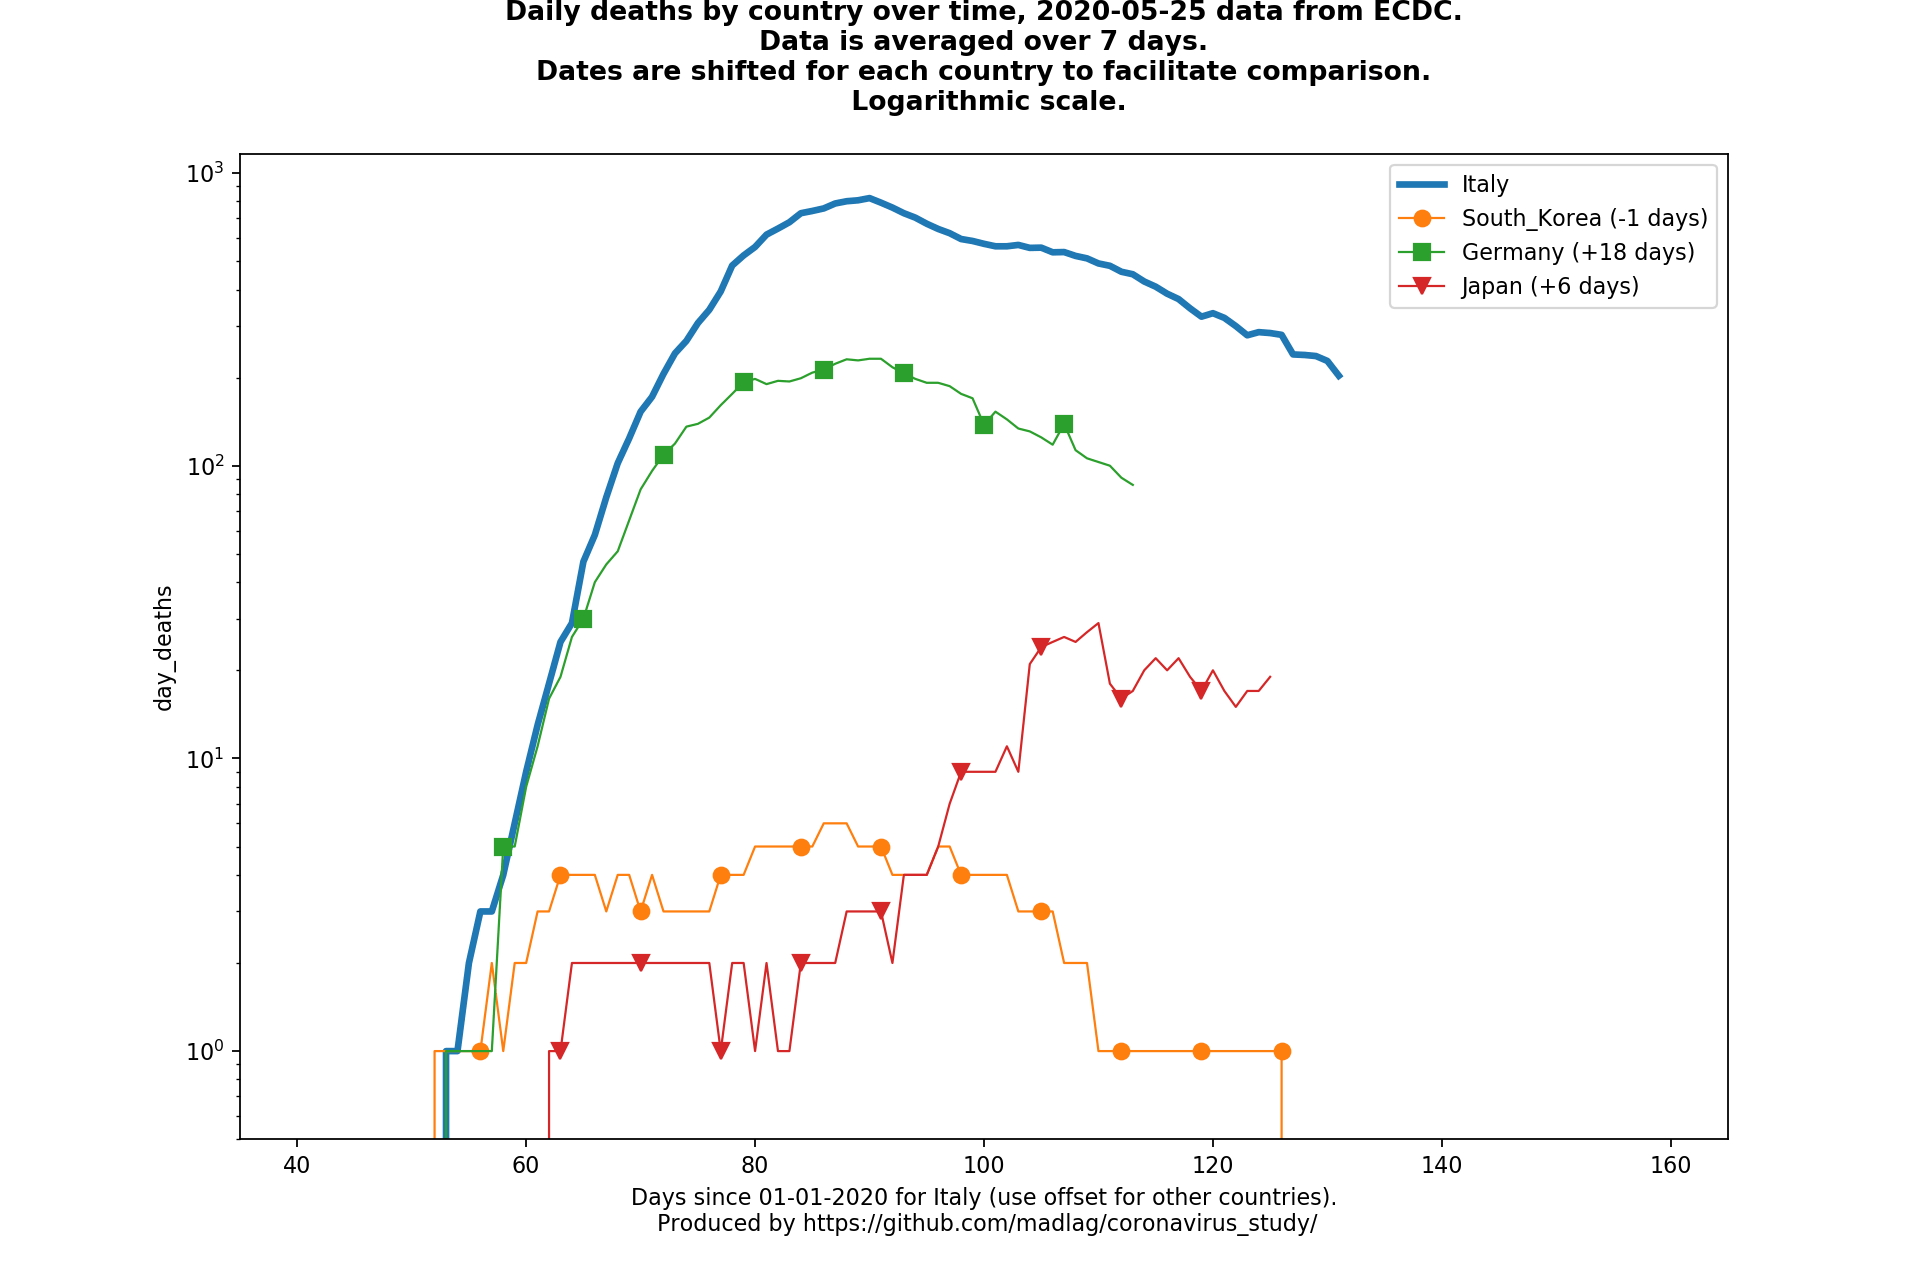 Daily deaths by country over time, 2020-05-25 data from ECDC.
Data is averaged over 7 days.
Dates are shifted for each country to facilitate comparison.
Logarithmic scale.
10³
10²
10¹
10⁰
day_deaths
Italy
South_Korea (-1 days)
Germany (+18 days)
Japan (+6 days)
40 60 80 100 120 140 160
Days since 01-01-2020 for Italy (use offset for other countries).
Produced by https://github.com/madlag/coronavirus_study/